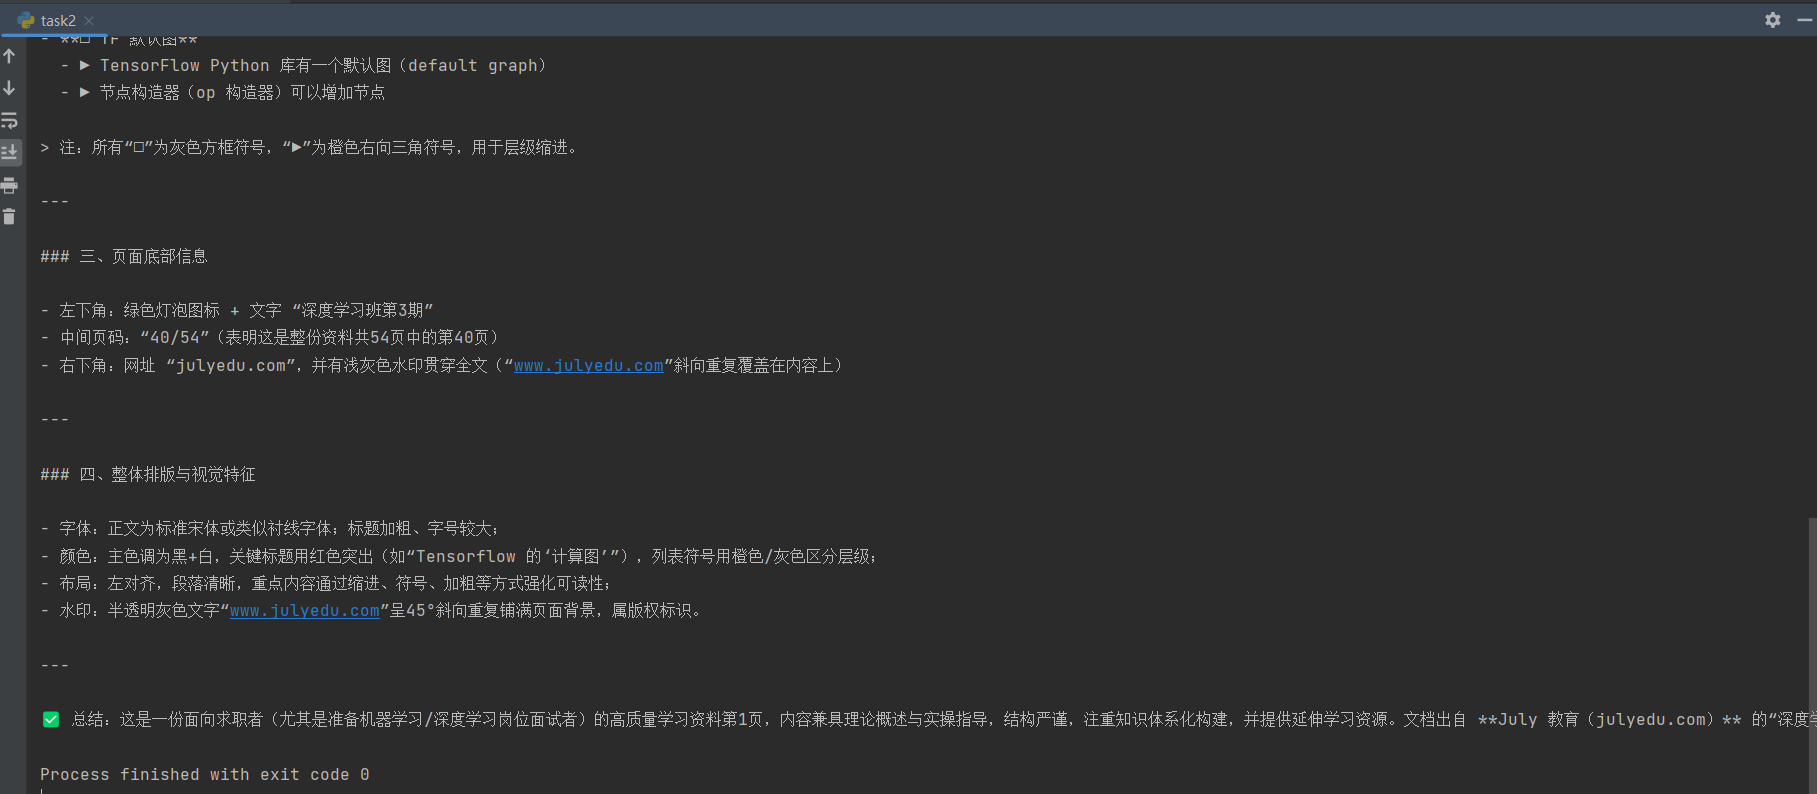 task2
- **□ TF 默认图**
- ► TensorFlow Python 库有一个默认图（default graph）
- ► 节点构造器（op 构造器）可以增加节点
> 注：所有“□”为灰色方框符号，“►”为橙色右向三角符号，用于层级缩进。
---
### 三、页面底部信息
- 左下角：绿色灯泡图标 + 文字 “深度学习班第3期”
- 中间页码：“40/54”（表明这是整份资料共54页中的第40页）
- 右下角：网址 “julyedu.com”，并有浅灰色水印贯穿全文（“www.julyedu.com”斜向重复覆盖在内容上）
---
### 四、整体排版与视觉特征
- 字体：正文为标准宋体或类似衬线字体；标题加粗、字号较大；
- 颜色：主色调为黑+白，关键标题用红色突出（如“Tensorflow 的‘计算图’”），列表符号用橙色/灰色区分层级；
- 布局：左对齐，段落清晰，重点内容通过缩进、符号、加粗等方式强化可读性；
- 水印：半透明灰色文字“www.julyedu.com”呈45°斜向重复铺满页面背景，属版权标识。
---
✅ 总结：这是一份面向求职者（尤其是准备机器学习/深度学习岗位面试者）的高质量学习资料第1页，内容兼具理论概述与实操指导，结构严谨，注重知识体系化构建，并提供延伸学习资源。文档出自 **July 教育（julyedu.com）** 的“深度学
Process finished with exit code 0